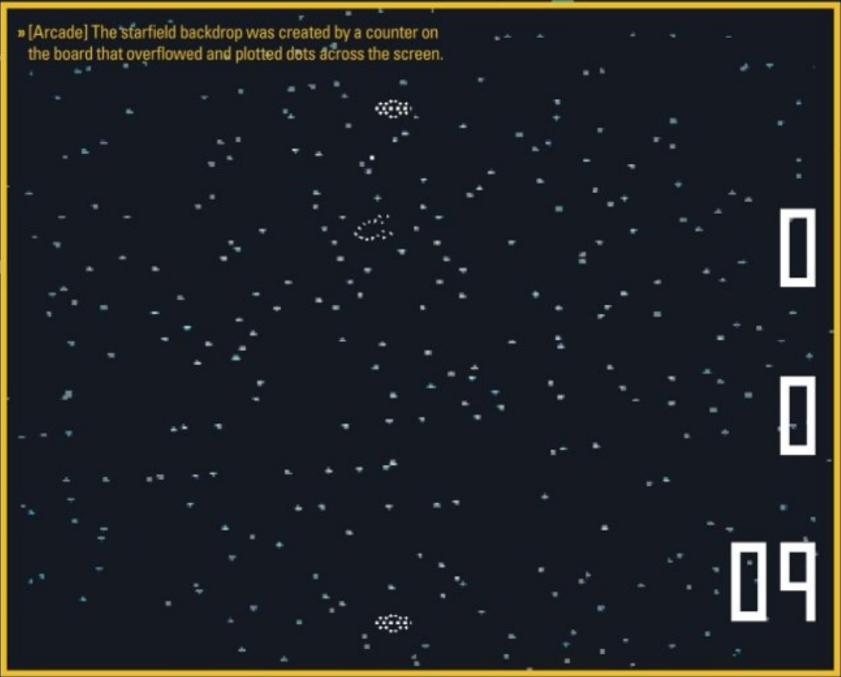 » [Arcade] The starfield backdrop was created by a counter on
the board that overflowed and plotted dots across the screen.
0
0
09